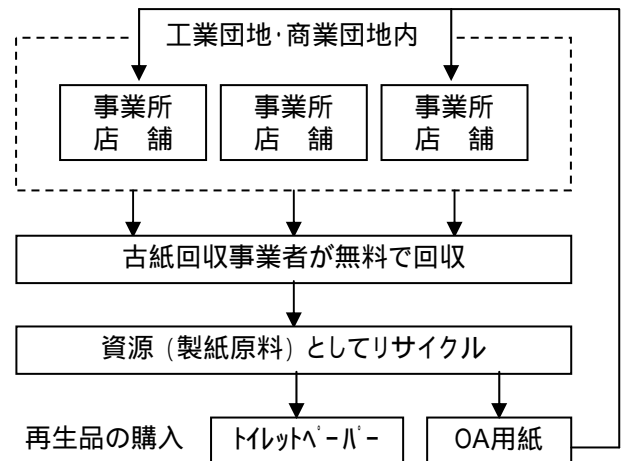 工業団地･商業団地内
事業所
店　舗
事業所
店　舗
事業所
店　舗
古紙回収事業者が無料で回収
資源（製紙原料）としてリサイクル
再生品の購入
ﾄｲﾚｯﾄﾍﾟｰﾊﾟｰ
OA用紙